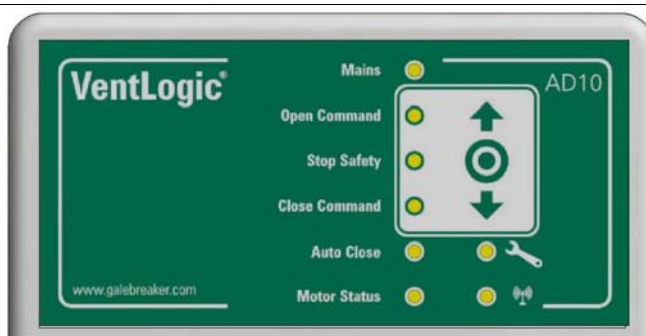 Mains
VentLogic®
AD10
Open Command
Stop Safety
Close Command
Auto Close
www.galebreaker.com
Motor Status